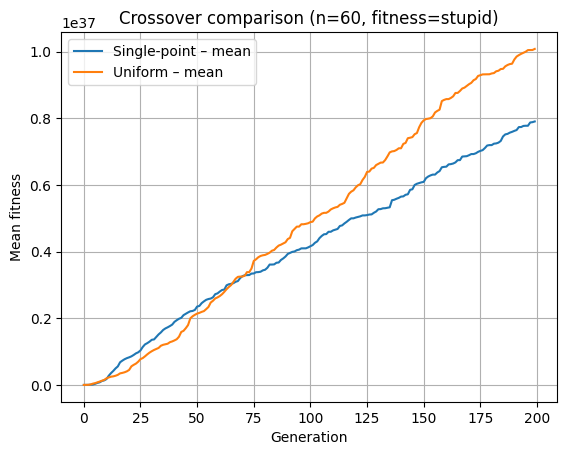 Crossover comparison (n=60, fitness=stupid)
1e37
Single-point – mean
Uniform – mean
1.0
0.8
0.6
0.4
0.2
0.0
Mean fitness
0 25 50 75 100 125 150 175 200
Generation